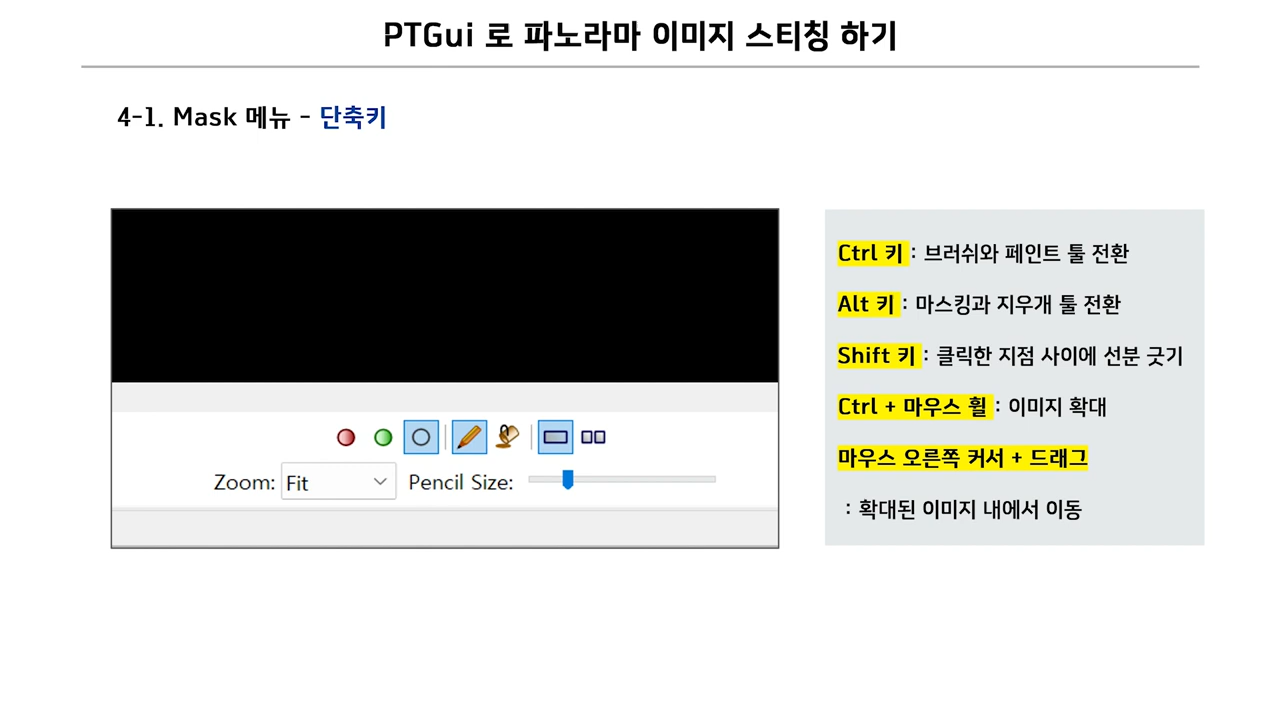 PTGui 로 파노라마 이미지 스티칭 하기
4-1. Mask 메뉴 - 단축키
Zoom: Fit Pencil Size:
Ctrl 키 : 브러쉬와 페인트 툴 전환
Alt 키 : 마스킹과 지우개 툴 전환
Shift 키 : 클릭한 지점 사이에 선분 긋기
Ctrl + 마우스 휠 : 이미지 확대
마우스 오른쪽 커서 + 드래그
: 확대된 이미지 내에서 이동